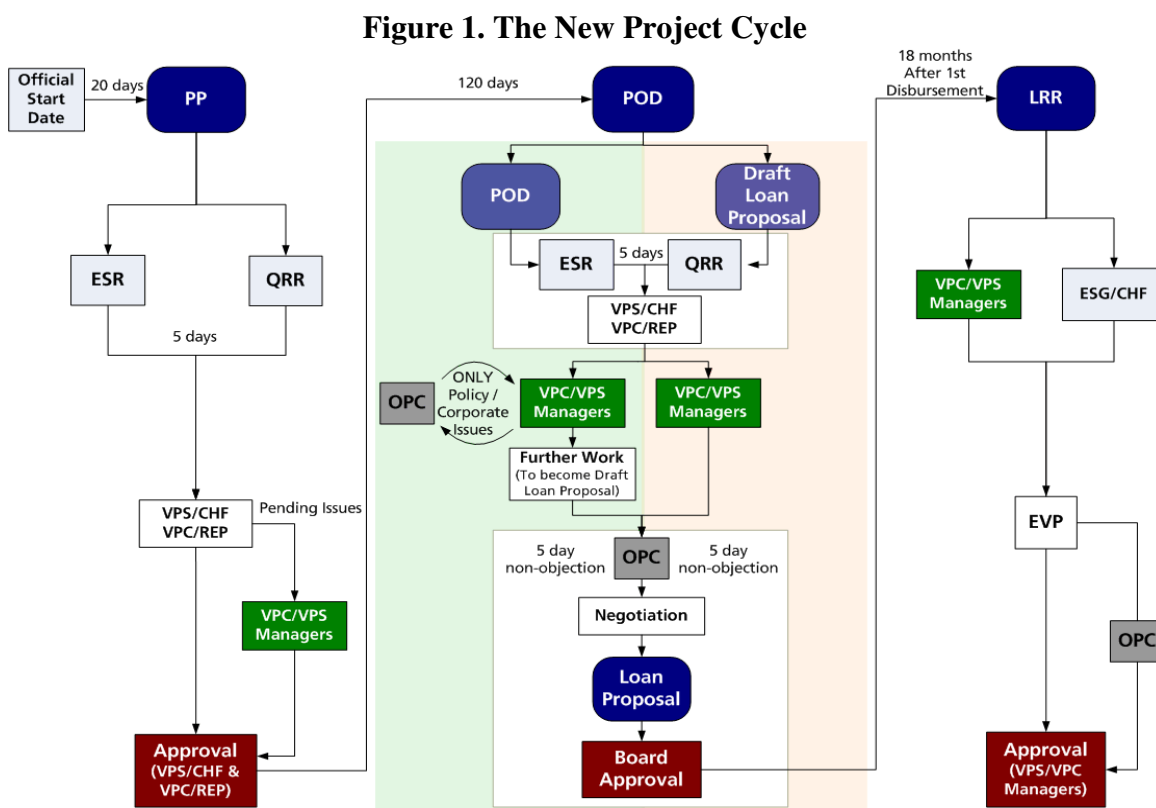 Figure 1. The New Project Cycle
Official
Start
Date
20 days
PP
ESR
QRR
5 days
VPS/CHF
VPC/REP
Pending Issues
VPC/VPS
Managers
Approval
(VPS/CHF &
VPC/REP)
120 days
POD
POD
Draft
Loan
Proposal
ESR
5 days
QRR
VPS/CHF
VPC/REP
OPC
ONLY
Policy /
Corporate
Issues
VPC/VPS
Managers
VPC/VPS
Managers
Further Work
(To become Draft
Loan Proposal)
5 day
non-objection
OPC
5 day
non-objection
Negotiation
Loan
Proposal
Board
Approval
18 months
After 1st
Disbursement
LRR
VPC/VPS
Managers
ESG/CHF
EVP
OPC
Approval
(VPS/VPC
Managers)